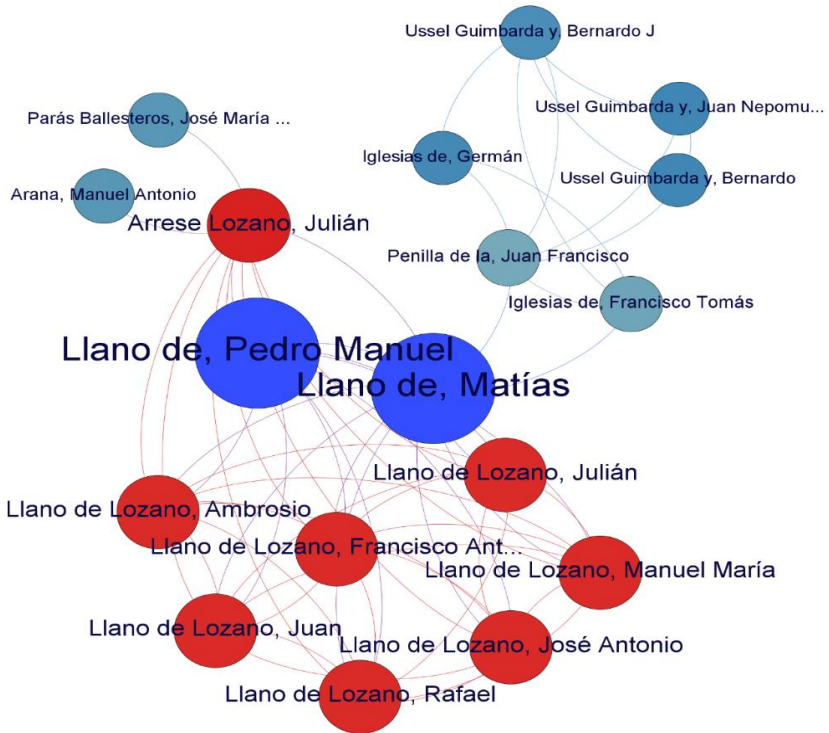 Ussel Guimbarda y, Bernardo J
Ussel Guimbarda y, Juan Nepomu...
Parás Ballesteros, José María ...
Iglesias de, Germán
Ussel Guimbarda y, Bernardo
Arana, Manuel Antonio
Arrese Lozano, Julián
Penilla de la, Juan Francisco
Iglesias de, Francisco Tomás
Llano de, Pedro Manuel
Llano de, Matías
Llano de Lozano, Julián
Llano de Lozano, Ambrosio
Llano de Lozano, Francisco Ant...
Llano de Lozano, Manuel María
Llano de Lozano, Juan
Llano de Lozano, José Antonio
Llano de Lozano, Rafael